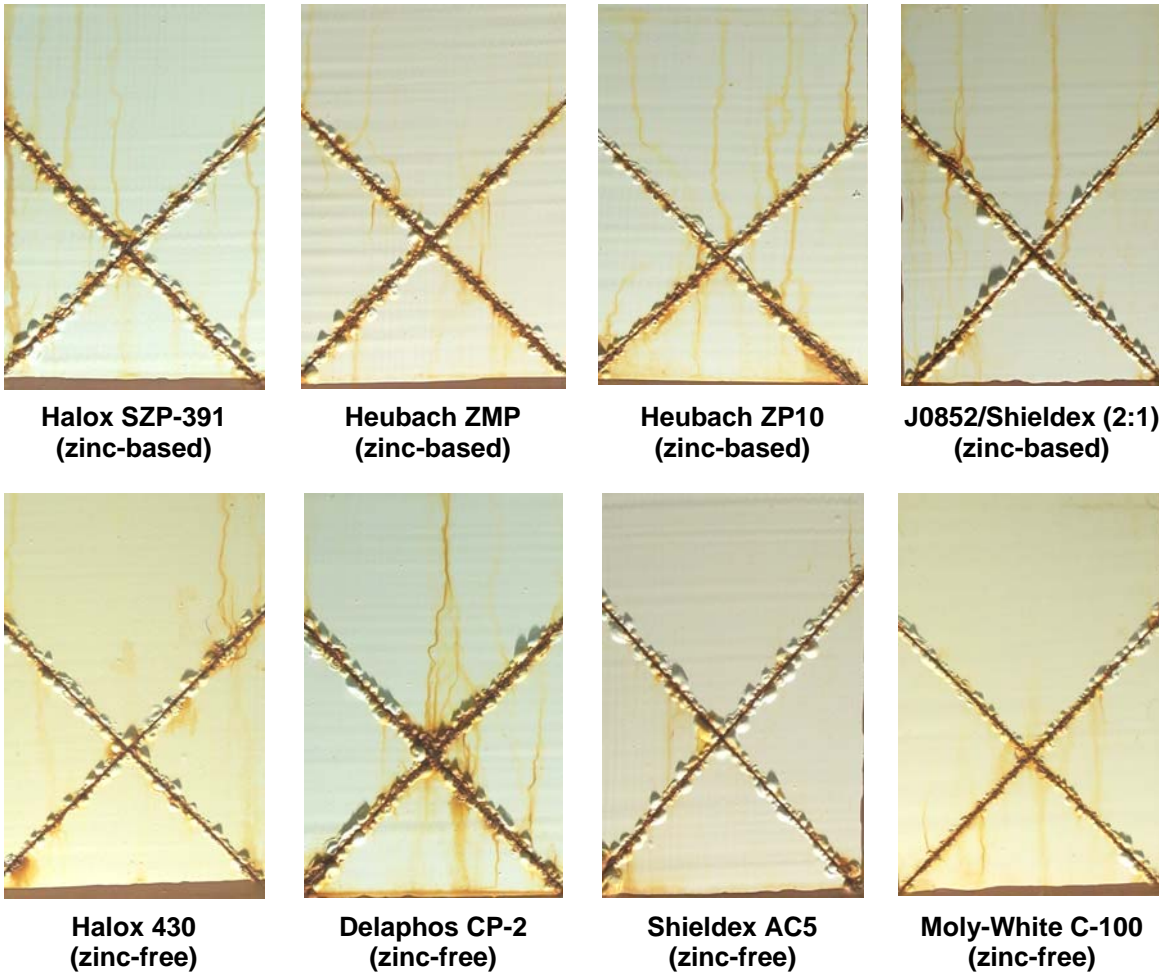 Halox SZP-391
(zinc-based)
Heubach ZMP
(zinc-based)
Heubach ZP10
(zinc-based)
J0852/Shieldex (2:1)
(zinc-based)
Halox 430
(zinc-free)
Delaphos CP-2
(zinc-free)
Shieldex AC5
(zinc-free)
Moly-White C-100
(zinc-free)